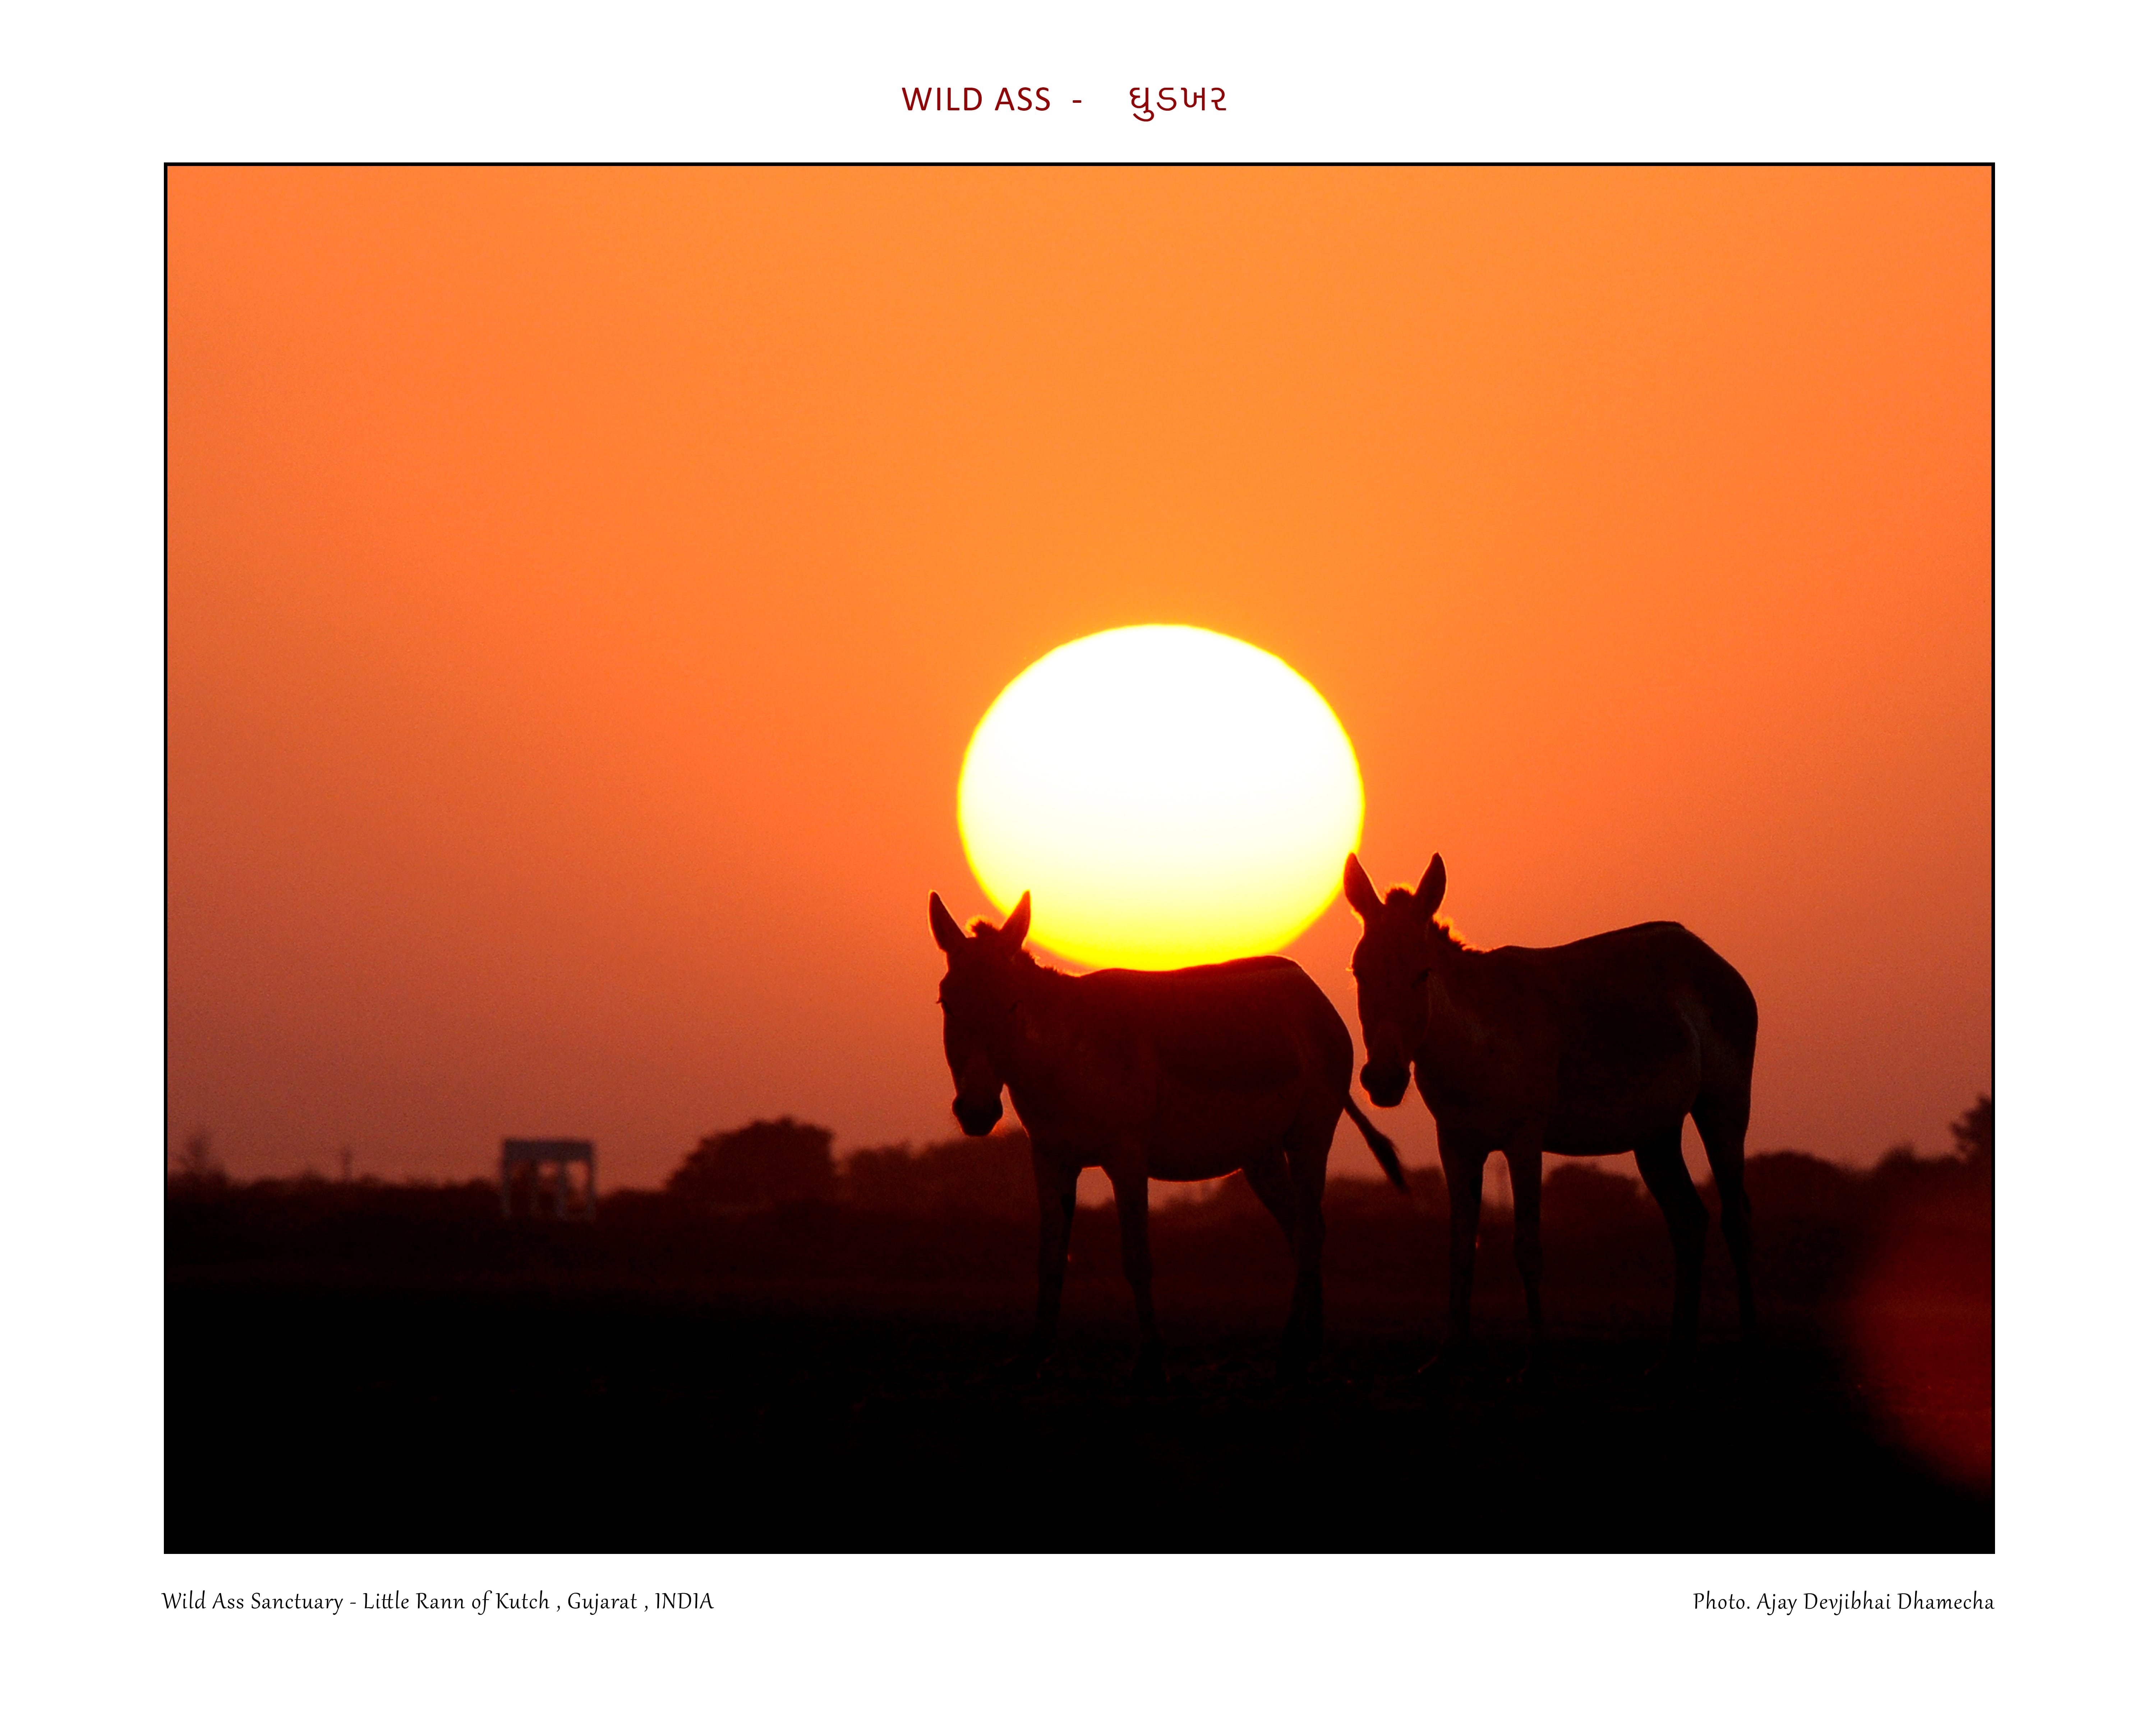 WILD ASS - ઘુડખર
Wild Ass Sanctuary - Little Rann of Kutch , Gujarat , INDIA
Photo. Ajay Devjibhai Dhamecha